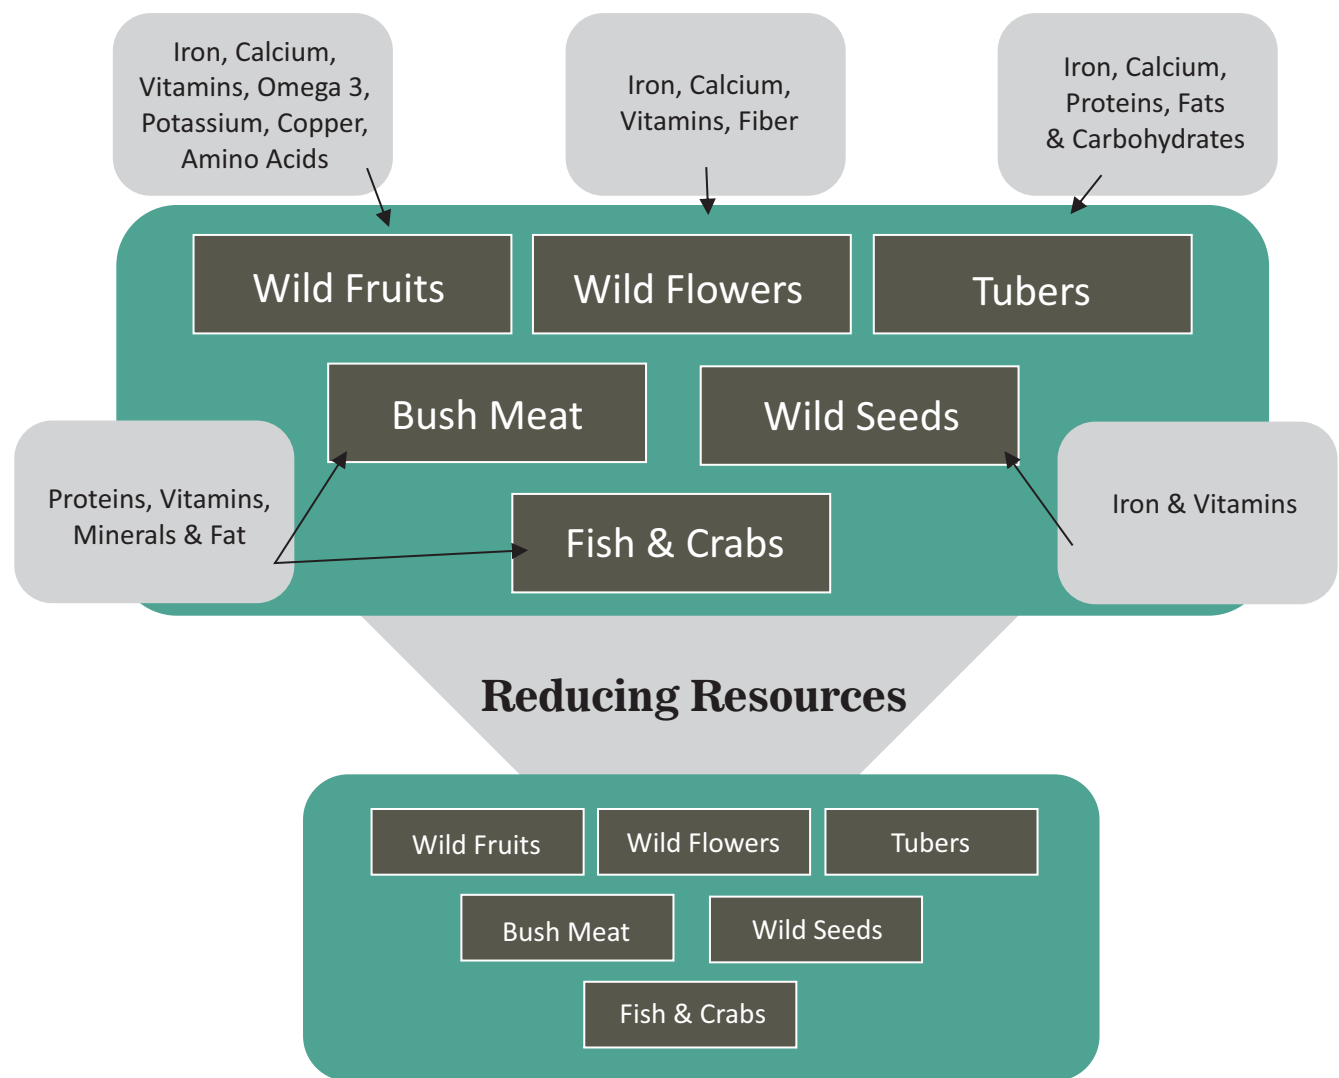 Iron, Calcium,
Vitamins, Omega 3,
Potassium, Copper,
Amino Acids
Iron, Calcium,
Vitamins, Fiber
Iron, Calcium,
Proteins, Fats
& Carbohydrates
Wild Fruits
Wild Flowers
Tubers
Bush Meat
Wild Seeds
Proteins, Vitamins,
Minerals & Fat
Iron & Vitamins
Fish & Crabs
Reducing Resources
Wild Fruits
Wild Flowers
Tubers
Bush Meat
Wild Seeds
Fish & Crabs